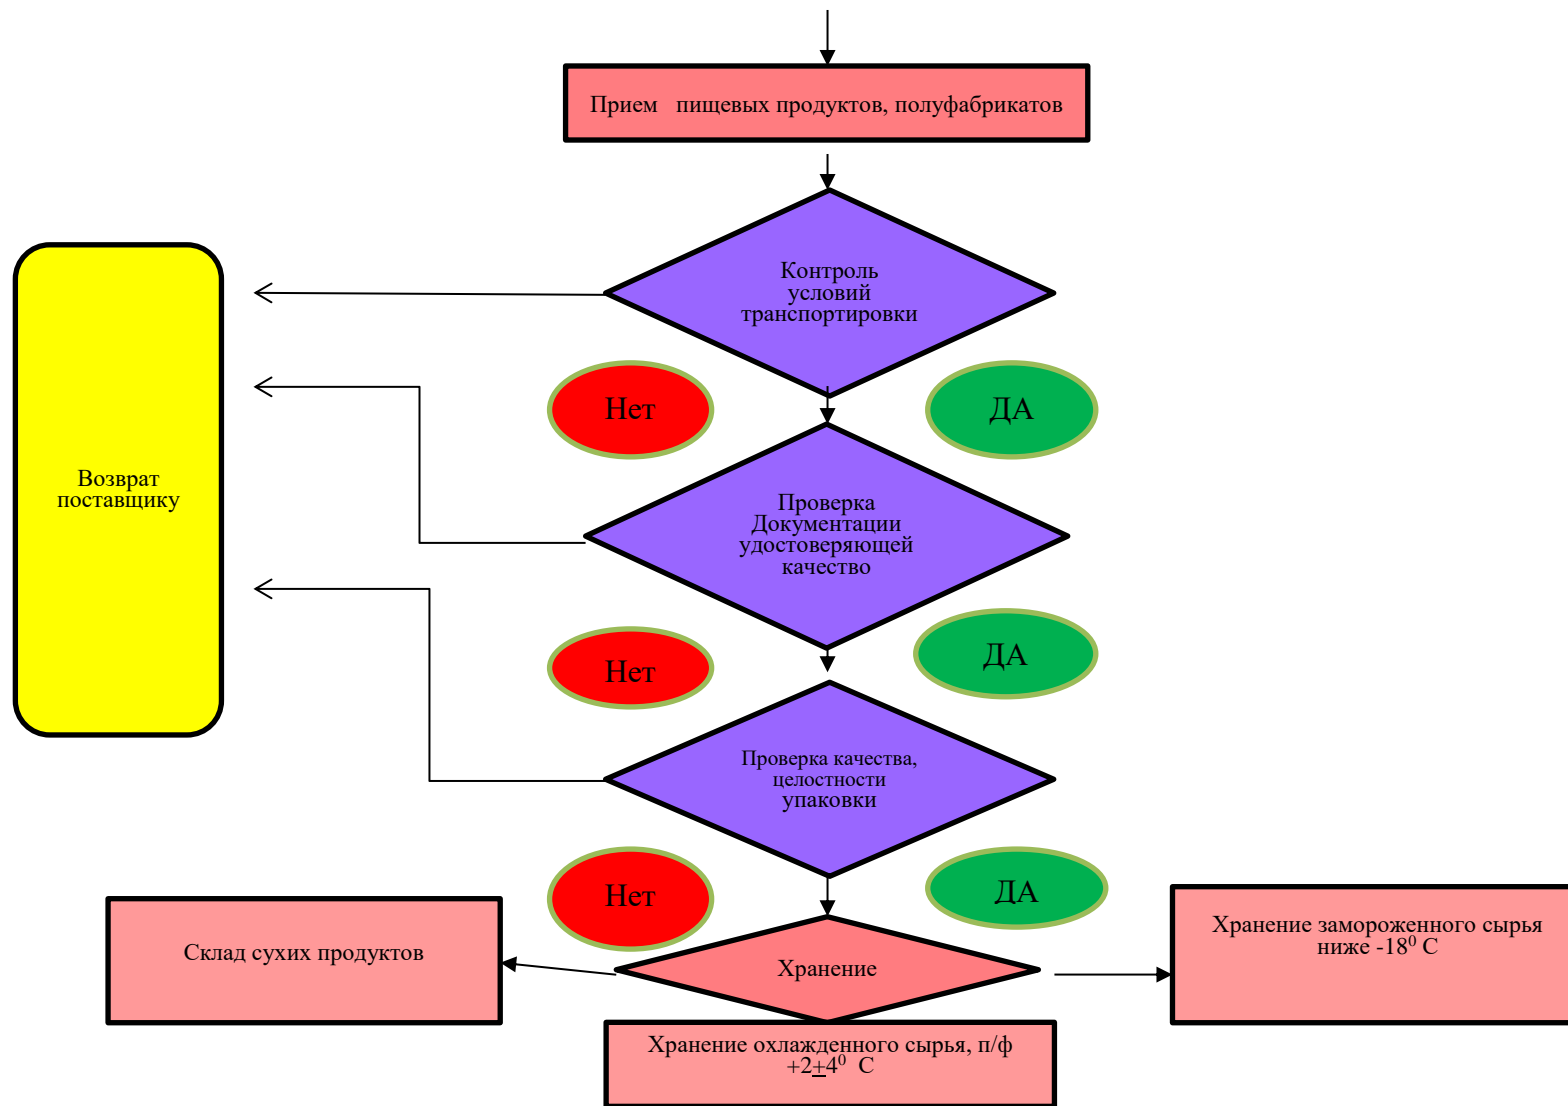 Прием   пищевых продуктов, полуфабрикатов
Контроль
условий
транспортировки
Нет
ДА
Возврат
поставщику
Проверка
Документации
удостоверяющей
качество
Нет
ДА
Проверка качества,
целостности
упаковки
Нет
ДА
Склад сухих продуктов
Хранение
Хранение замороженного сырья
ниже -18⁰ С
Хранение охлажденного сырья, п/ф
+2±4⁰  С